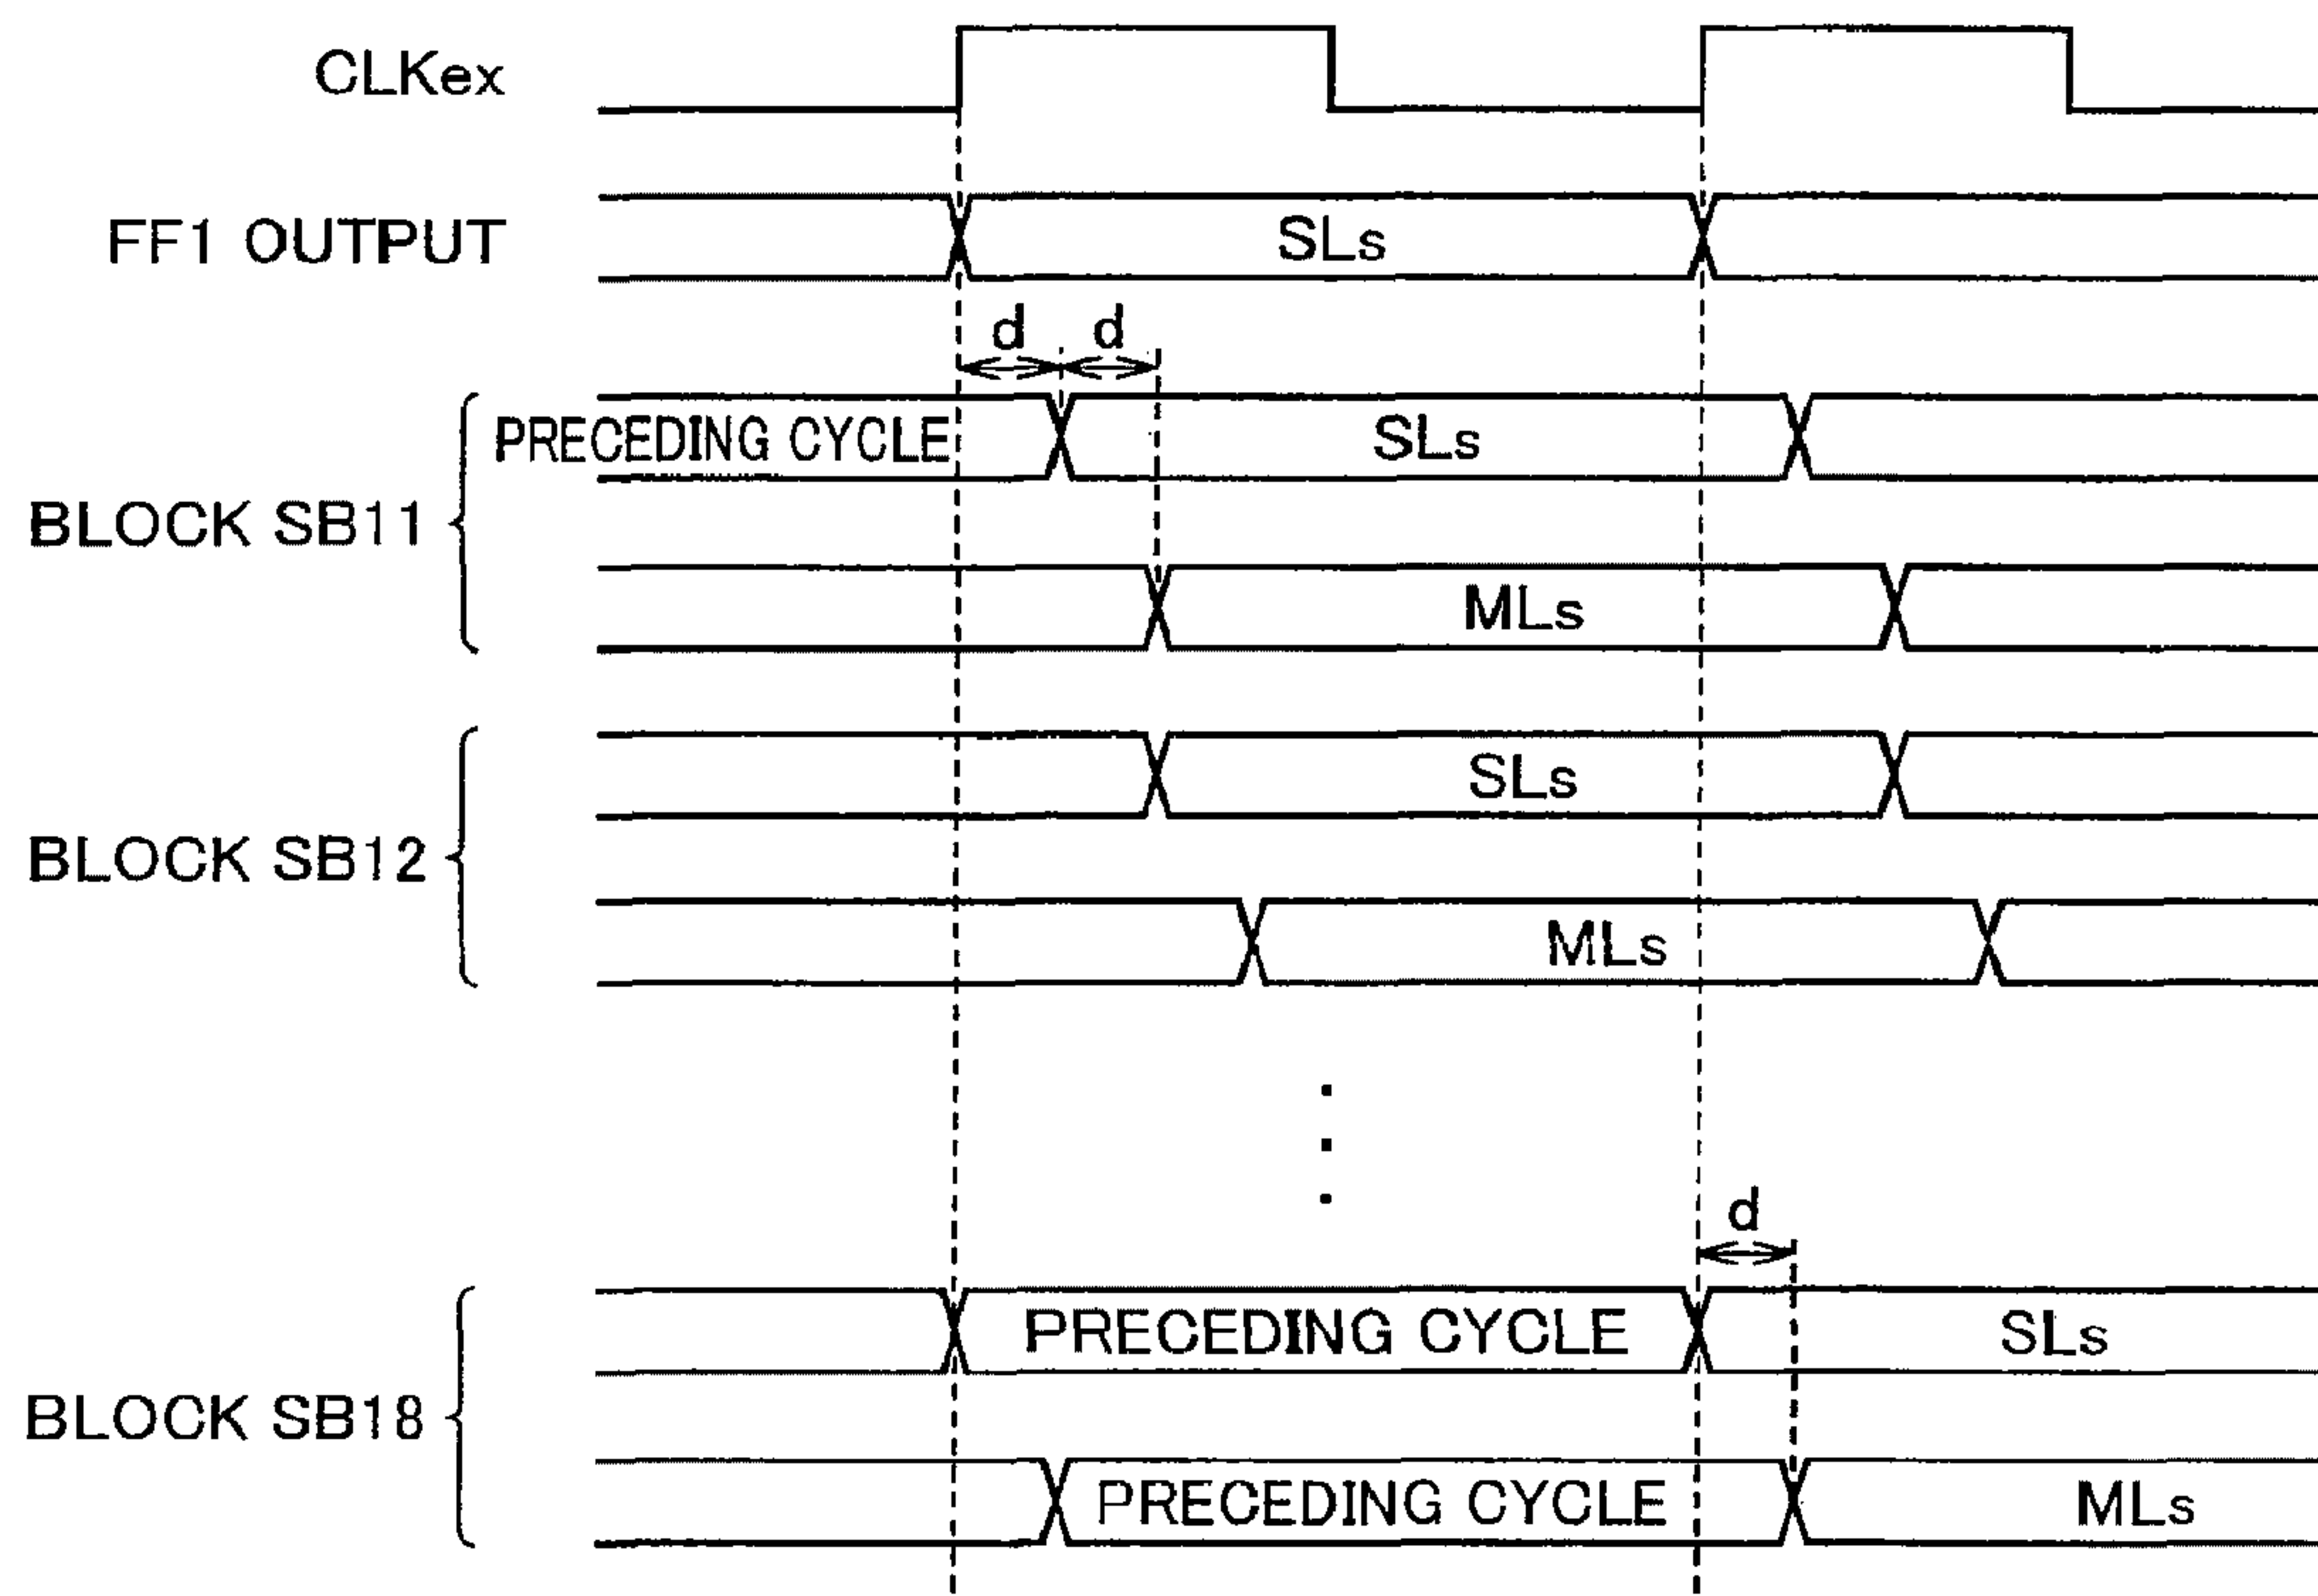 CLKex
FF1 OUTPUT
SLs
d d
PRECEDING CYCLE
SLs
BLOCK SB11
MLs
SLs
BLOCK SB12
MLs
d
PRECEDING CYCLE
SLs
BLOCK SB18
PRECEDING CYCLE
MLs